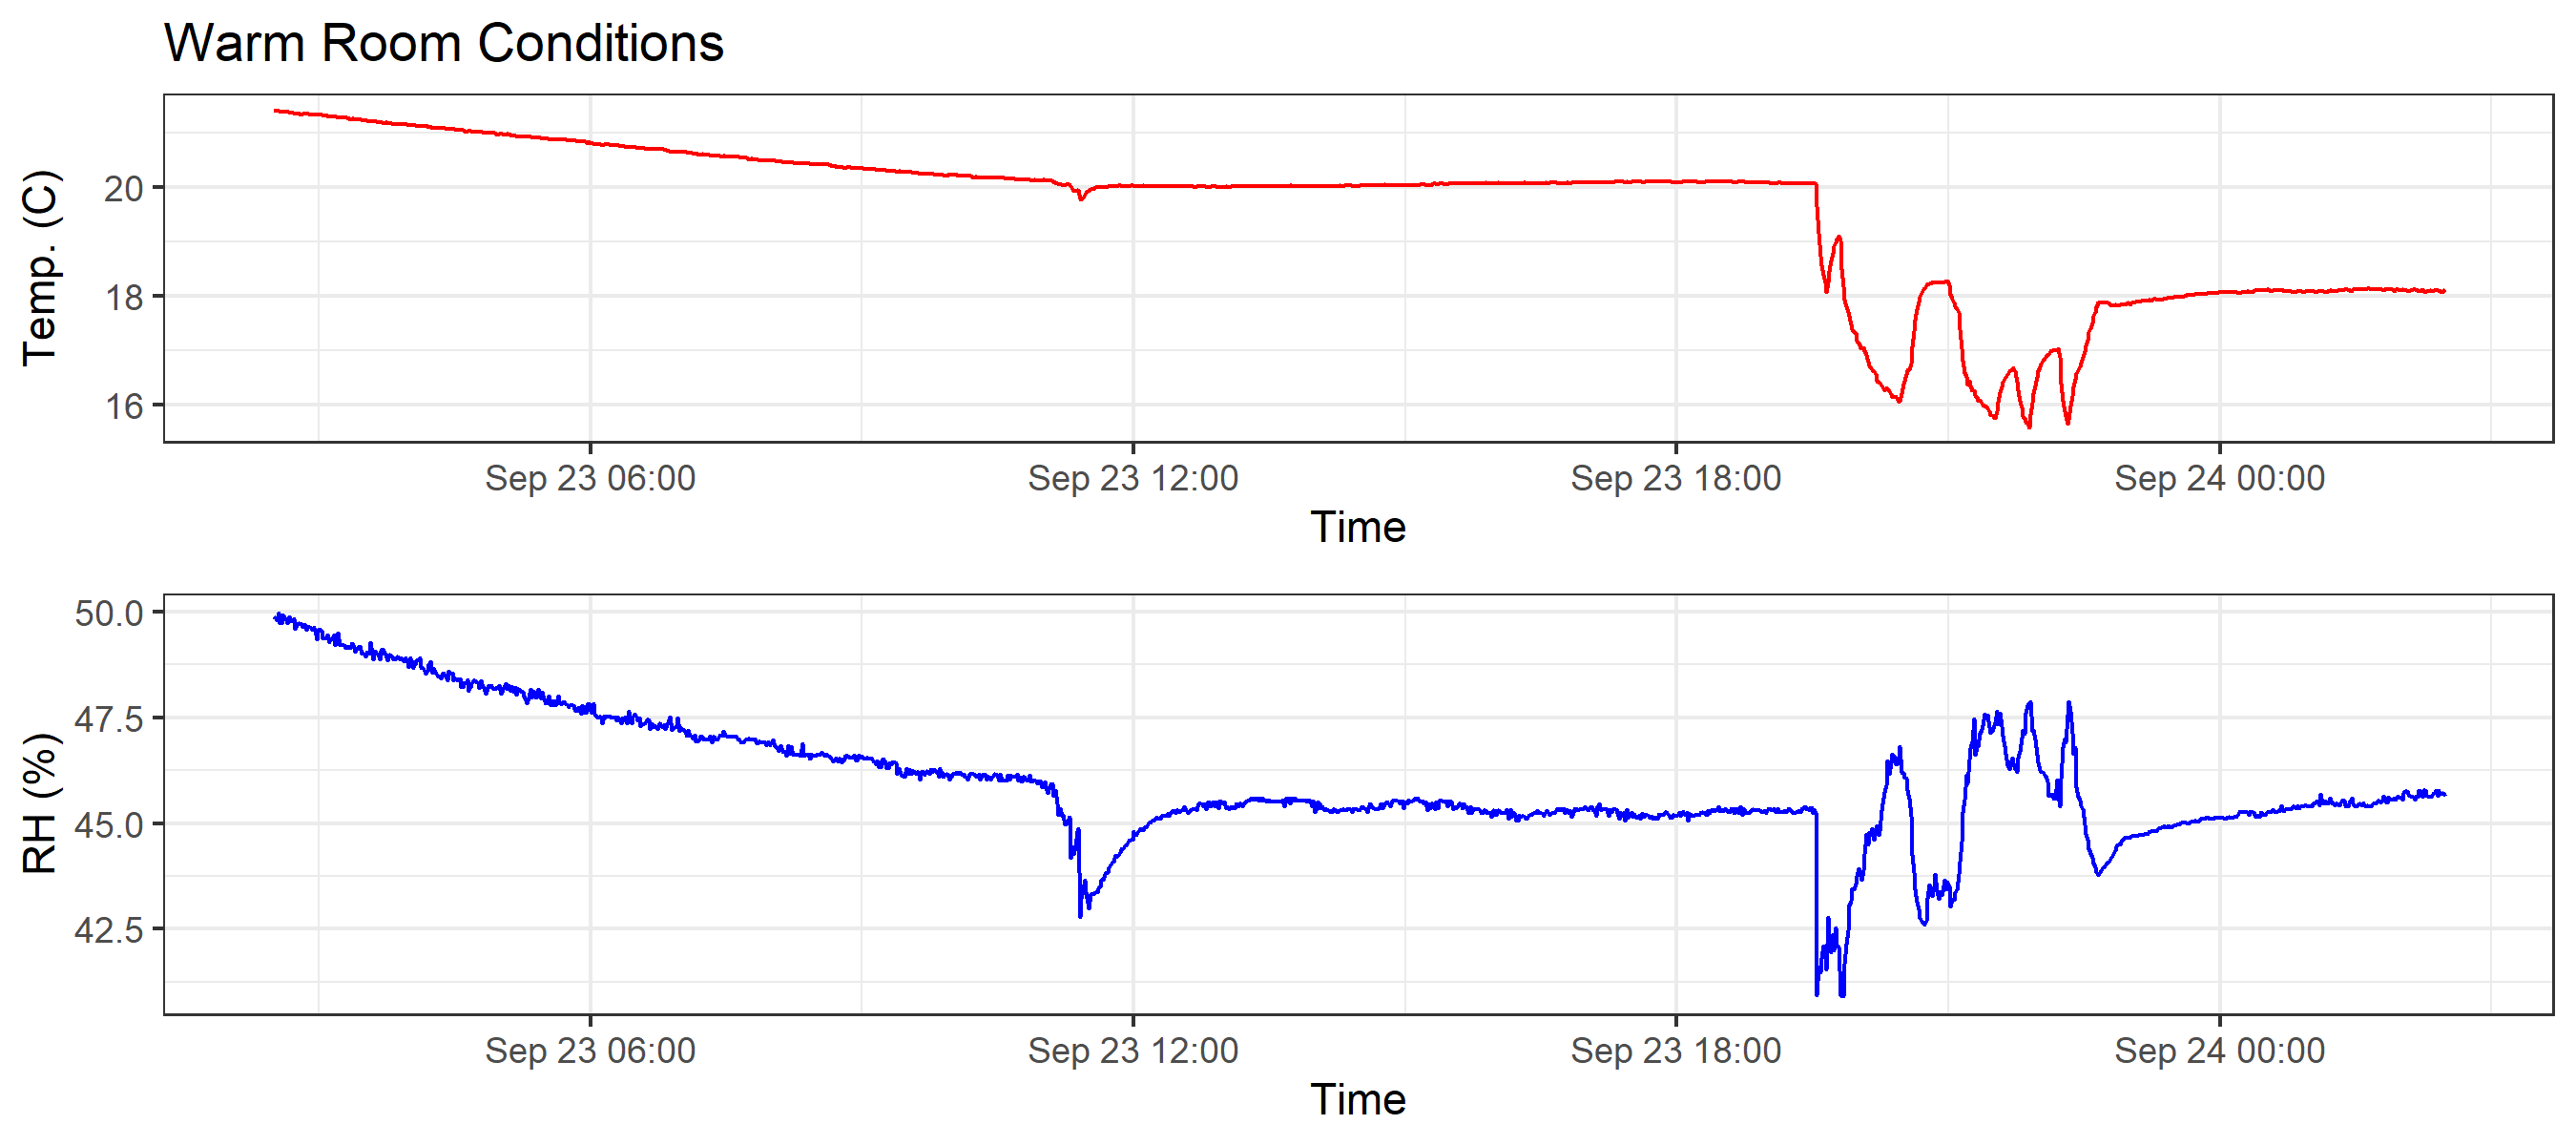 Warm Room Conditions
Temp. (C)
20
18
16
Sep 23 06:00 Sep 23 12:00 Sep 23 18:00 Sep 24 00:00
Time
RH (%)
50.0
47.5
45.0
42.5
Sep 23 06:00 Sep 23 12:00 Sep 23 18:00 Sep 24 00:00
Time